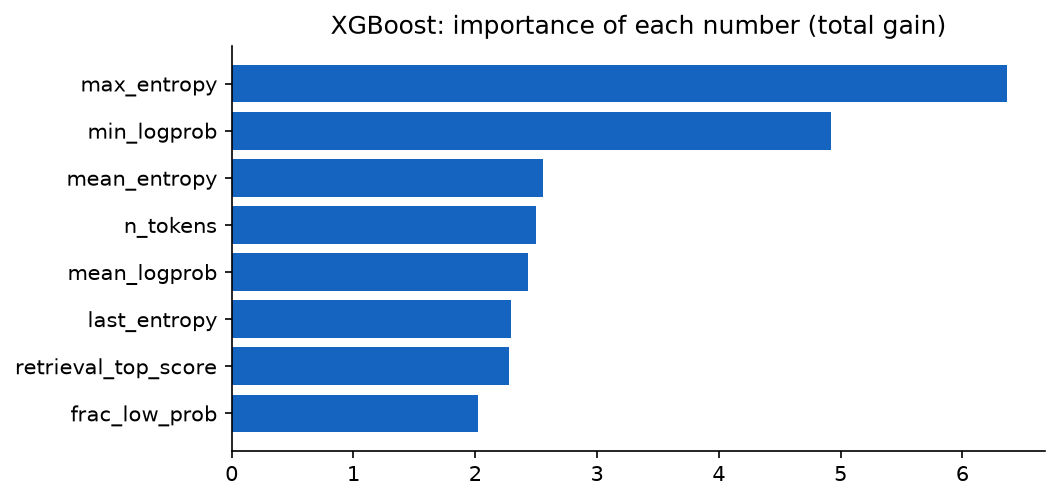 XGBoost: importance of each number (total gain)
max_entropy
min_logprob
mean_entropy
n_tokens
mean_logprob
last_entropy
retrieval_top_score
frac_low_prob
0 1 2 3 4 5 6